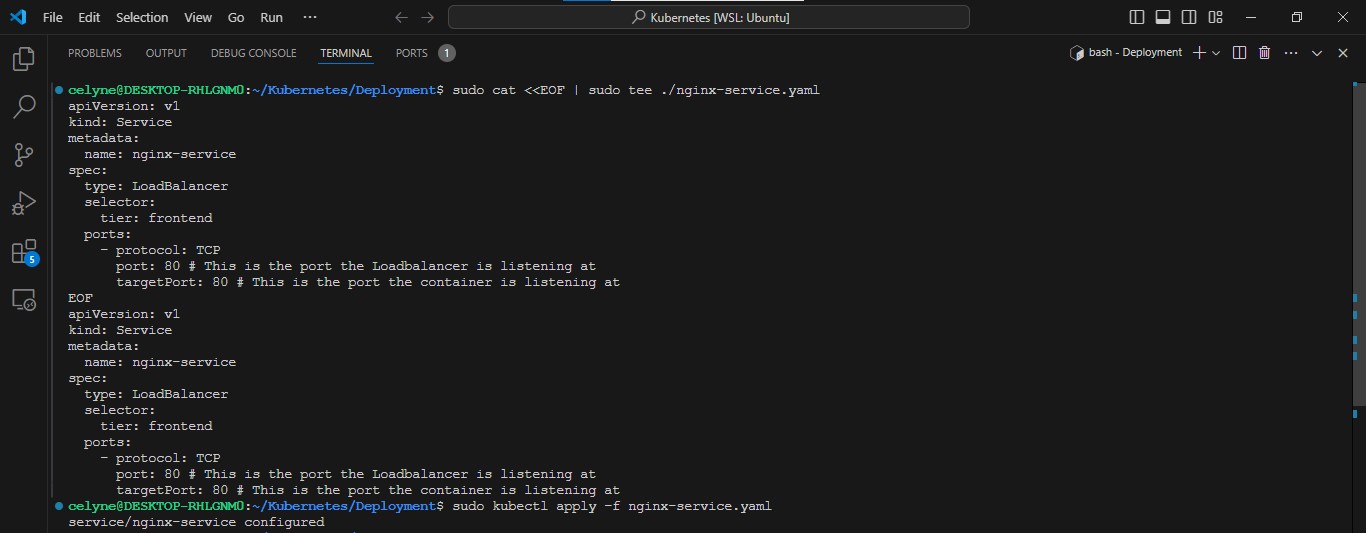 File Edit Selection View Go Run ···
Kubernetes [WSL: Ubuntu]
PROBLEMS OUTPUT DEBUG CONSOLE TERMINAL PORTS 1
bash - Deployment
celyne@DESKTOP-RHLGNM0:~/Kubernetes/Deployment$ sudo cat <<EOF | sudo tee ./nginx-service.yaml
apiVersion: v1
kind: Service
metadata:
  name: nginx-service
spec:
  type: LoadBalancer
  selector:
    tier: frontend
  ports:
    - protocol: TCP
      port: 80 # This is the port the Loadbalancer is listening at
      targetPort: 80 # This is the port the container is listening at
EOF
apiVersion: v1
kind: Service
metadata:
  name: nginx-service
spec:
  type: LoadBalancer
  selector:
    tier: frontend
  ports:
    - protocol: TCP
      port: 80 # This is the port the Loadbalancer is listening at
      targetPort: 80 # This is the port the container is listening at
celyne@DESKTOP-RHLGNM0:~/Kubernetes/Deployment$ sudo kubectl apply -f nginx-service.yaml
service/nginx-service configured
5